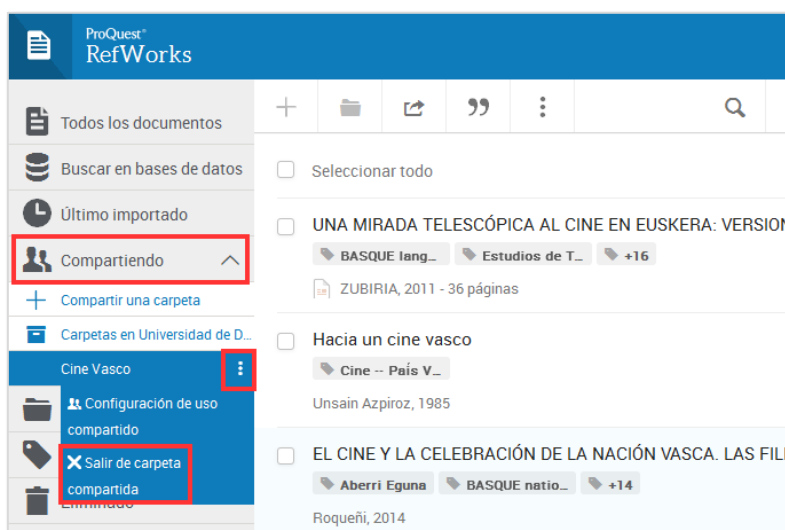 ProQuest®
RefWorks
Todos los documentos
Buscar en bases de datos
Último importado
Compartiendo
Compartir una carpeta
Carpetas en Universidad de D...
Cine Vasco
Configuración de uso
compartido
Salir de carpeta
compartida
Eliminado
Seleccionar todo
UNA MIRADA TELESCÓPICA AL CINE EN EUSKERA: VERSION
BASQUE lang...
Estudios de T...
+16
ZUBIRIA, 2011 - 36 páginas
Hacia un cine vasco
Cine -- País V...
Unsain Azpiroz, 1985
EL CINE Y LA CELEBRACIÓN DE LA NACIÓN VASCA. LAS FIL
Aberri Eguna
BASQUE natio...
+14
Roqueñi, 2014